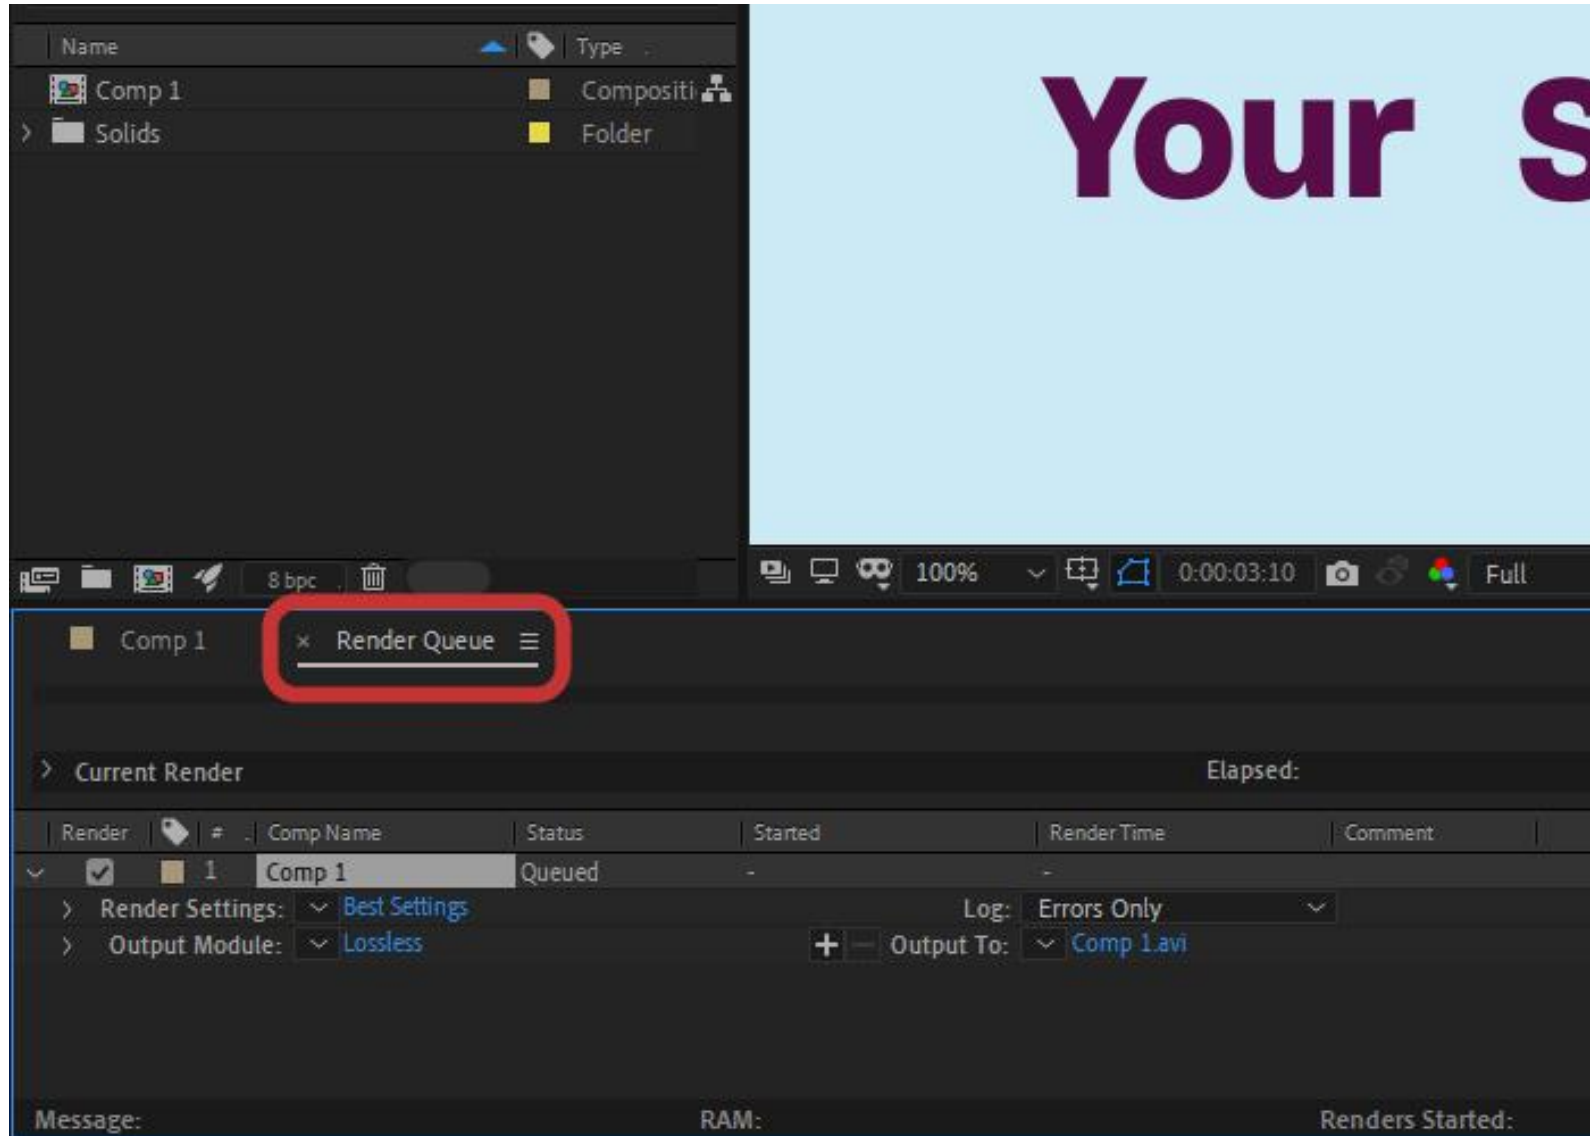 Name Type
Comp 1 Compositi
Solids Folder
Your S
8 bpc
100% 0:00:03:10 Full
Comp 1 × Render Queue
Current Render Elapsed:
Render # Comp Name Status Started Render Time Comment
1 Comp 1 Queued - -
Render Settings: Best Settings Log: Errors Only
Output Module: Lossless + Output To: Comp 1.avi
Message: RAM: Renders Started: